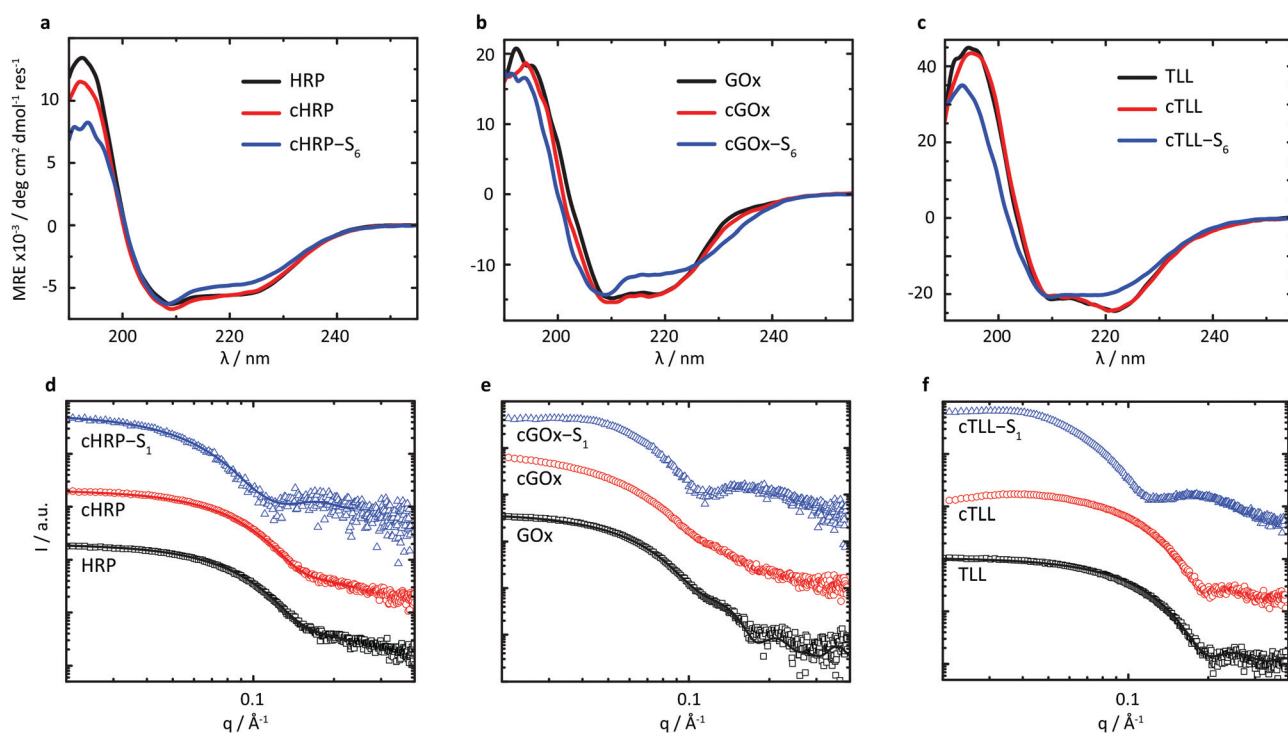 a
HRP
cHRP
cHRP–S₆
MRE x10⁻³ / deg cm² dmol⁻¹ res⁻¹
10
5
0
-5
200
220
240
λ / nm
b
GOx
cGOx
cGOx–S₆
20
10
0
-10
200
220
240
λ / nm
c
TLL
cTLL
cTLL–S₆
40
20
0
-20
200
220
240
λ / nm
d
cHRP–S₁
cHRP
HRP
I / a.u.
0.1
q / Å⁻¹
e
cGOx–S₁
cGOx
GOx
0.1
q / Å⁻¹
f
cTLL–S₁
cTLL
TLL
0.1
q / Å⁻¹